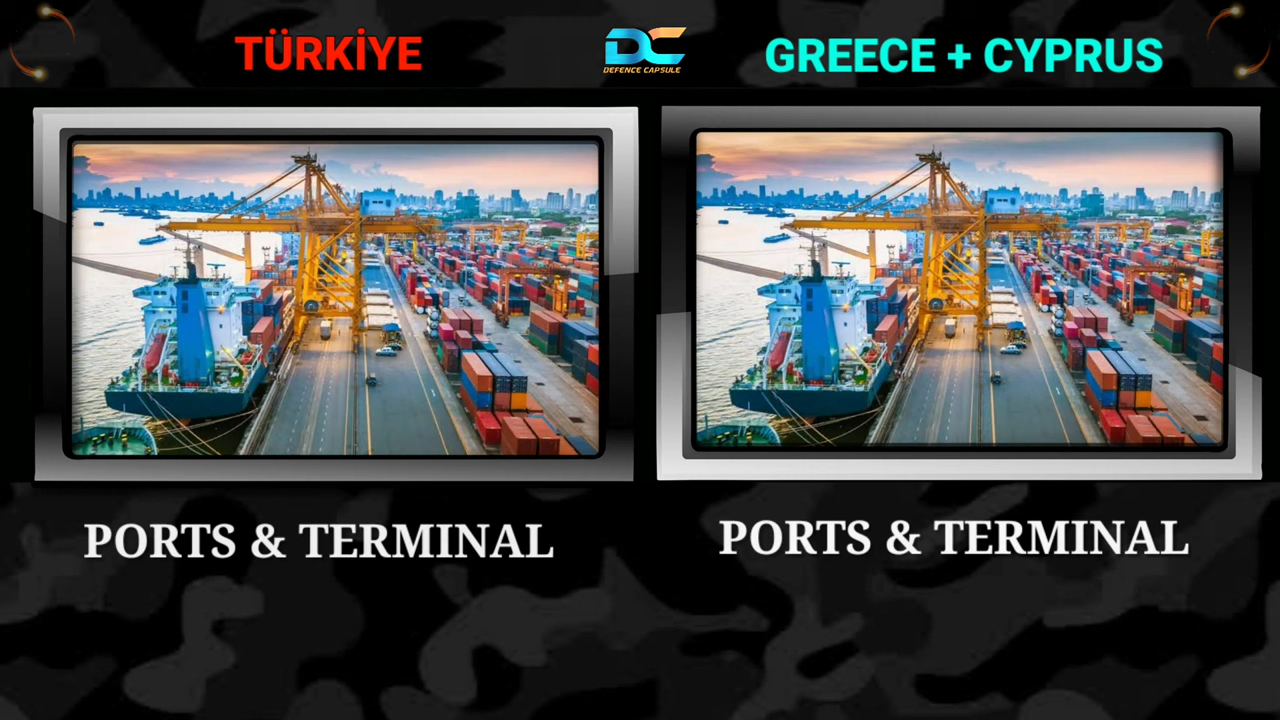 TÜRKİYE
DC
DEFENCE CAPSULE
GREECE + CYPRUS
PORTS & TERMINAL
PORTS & TERMINAL